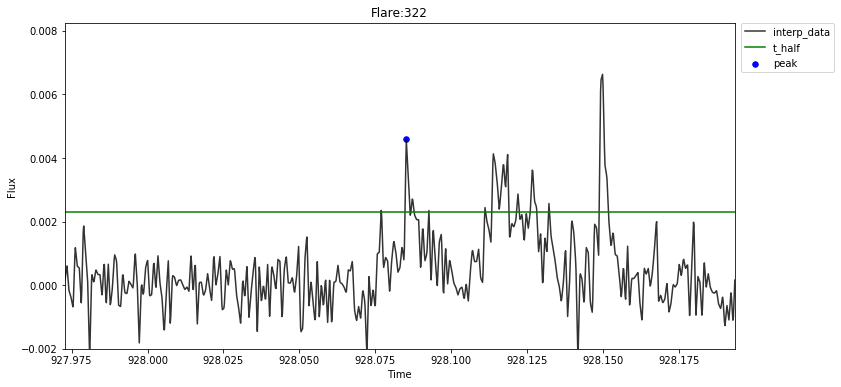 Flare:322
interp_data
t_half
peak
0.008
0.006
0.004
0.002
0.000
−0.002
Flux
927.975
928.000
928.025
928.050
928.075
928.100
928.125
928.150
928.175
Time